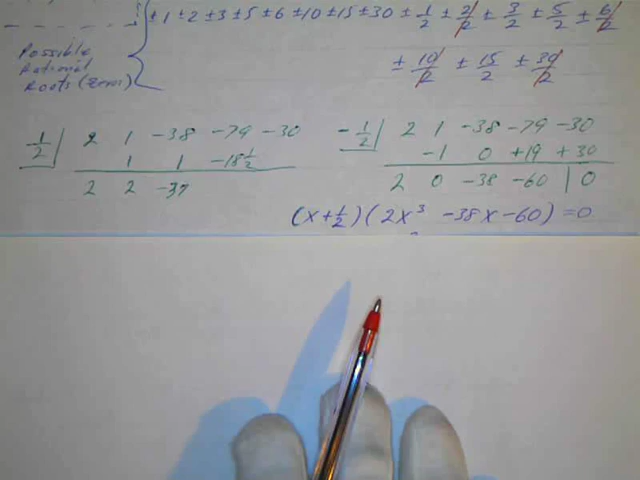 ± 1 ± 2 ± 3 ± 5 ± 6 ± 10 ± 15 ± 30 ± 1/2 ± 2/2 ± 3/2 ± 5/2 ± 6/2
Possible
Rational
Roots (Zeros)
± 10/2 ± 15/2 ± 30/2
1/2 | 2 1 -38 -79 -30
1 1 -18 1/2
2 2 -37
-1/2 | 2 1 -38 -79 -30
-1 0 +19 +30
2 0 -38 -60 | 0
(x+1/2)(2x³ -38x -60) = 0